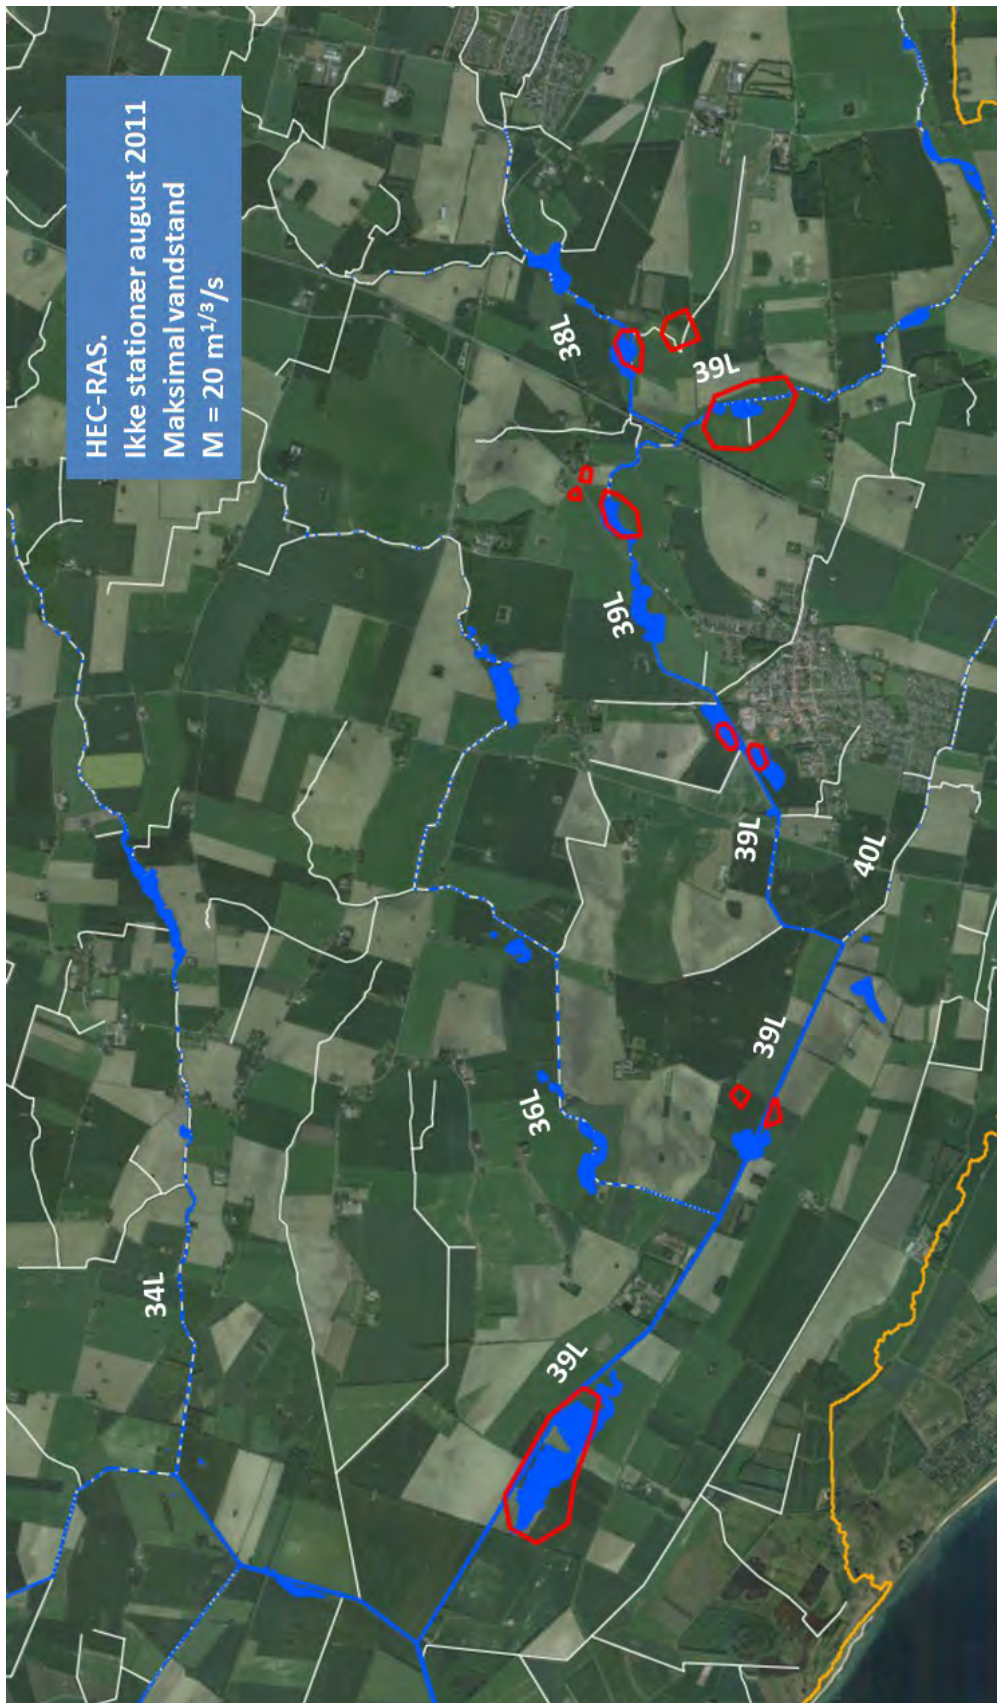 HEC-RAS.
Ikke stationær august 2011
Maksimal vandstand
M = 20 m^1/3/s
38L
39L
39L
39L
40L
39L
36L
34L
39L